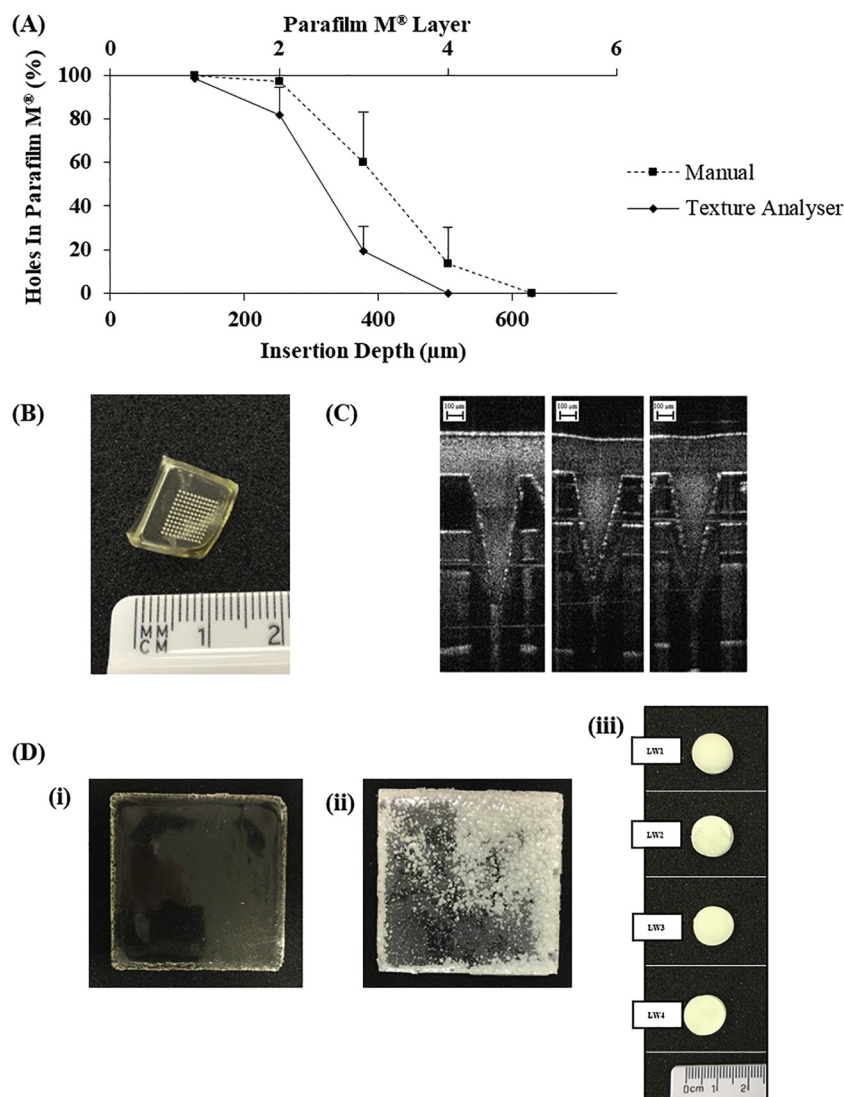 (A)
Parafilm M® Layer
0 2 4 6
Holes In Parafilm M® (%)
100
80
60
40
20
0
0 200 400 600
Insertion Depth (µm)
Manual
Texture Analyser
(B)
MM
CM
1 2
(C)
100 µm
100 µm
100 µm
(D)
(i)
(ii)
(iii)
LW1
LW2
LW3
LW4
0cm 1 2